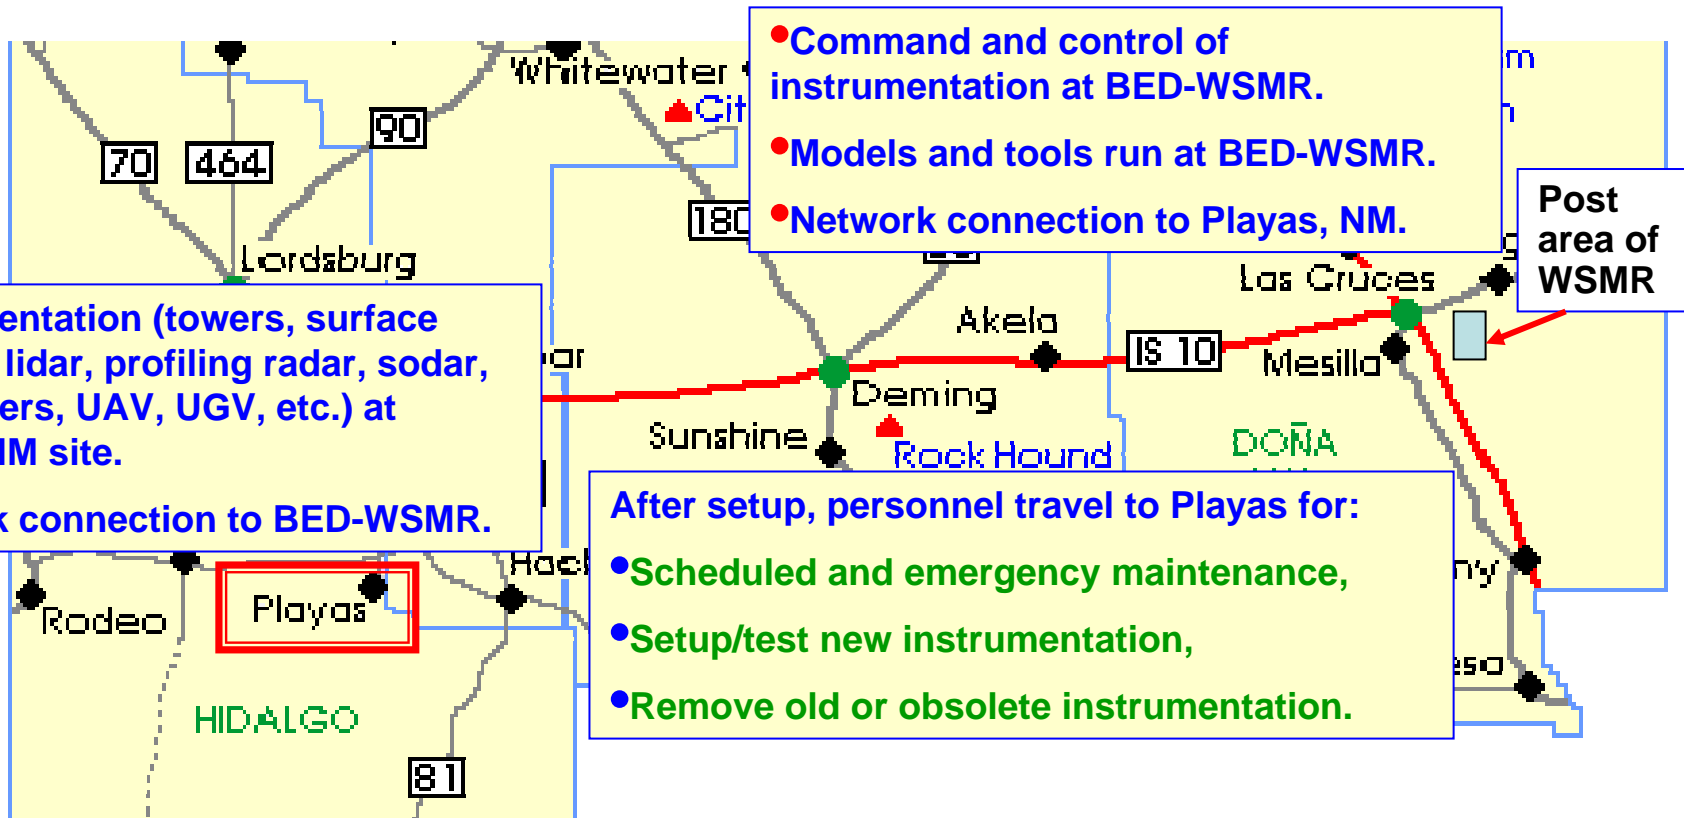 •Command and control of
instrumentation at BED-WSMR.
•Models and tools run at BED-WSMR.
•Network connection to Playas, NM.
Post
area of
WSMR
Whitewater
90
70
464
180
Lordsburg
Las Cruces
entation (towers, surface
lidar, profiling radar, sodar,
ers, UAV, UGV, etc.) at
NM site.
k connection to BED-WSMR.
Akela
IS 10
Mesilla
Deming
Sunshine
Rock Hound
DOÑA
After setup, personnel travel to Playas for:
•Scheduled and emergency maintenance,
•Setup/test new instrumentation,
•Remove old or obsolete instrumentation.
Rodeo
Playas
HIDALGO
81